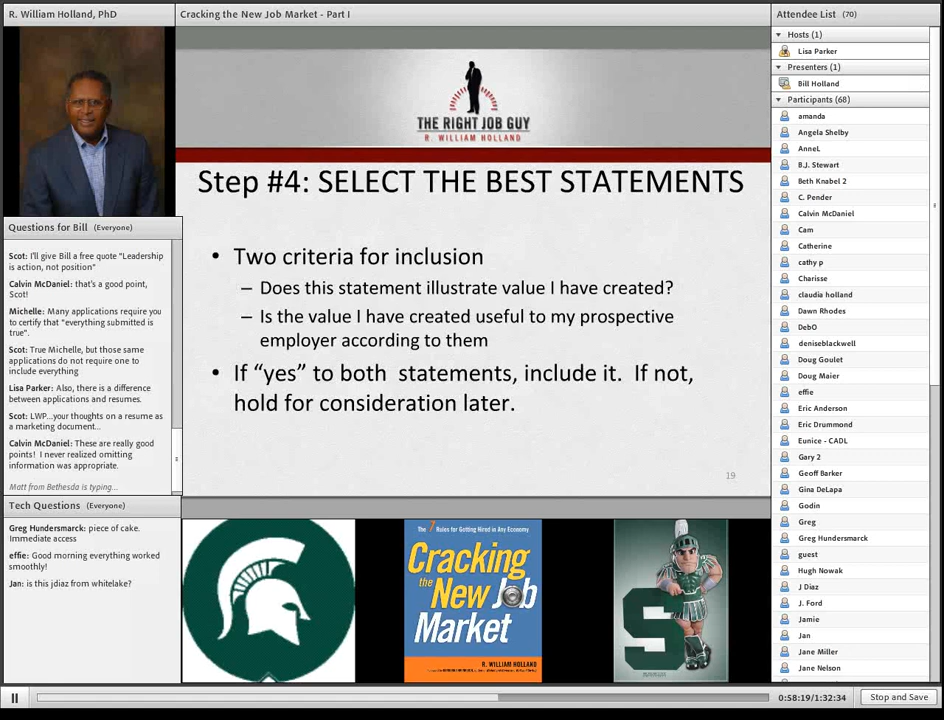 R. William Holland, PhD
Cracking the New Job Market - Part I
Attendee List (70)
THE RIGHT JOB GUY
R. WILLIAM HOLLAND
Step #4: SELECT THE BEST STATEMENTS
• Two criteria for inclusion
– Does this statement illustrate value I have created?
– Is the value I have created useful to my prospective
employer according to them
• If “yes” to both statements, include it. If not,
hold for consideration later.
19
Questions for Bill (Everyone)
Scot: I'll give Bill a free quote "Leadership
is action, not position"
Calvin McDaniel: that's a good point,
Scot!
Michelle: Many applications require you
to certify that "everything submitted is
true".
Scot: True Michelle, but those same
applications do not require one to
include everything
Lisa Parker: Also, there is a difference
between applications and resumes.
Scot: LWP...your thoughts on a resume as
a marketing document...
Calvin McDaniel: These are really good
points! I never realized omitting
information was appropriate.
Matt from Bethesda is typing...
Tech Questions (Everyone)
Greg Hundersmarck: piece of cake.
Immediate access
effie: Good morning everything worked
smoothly!
Jan: is this jdiaz from whitelake?
The 7 Rules for Getting Hired in Any Economy
Cracking
the New Job
Market
R. WILLIAM HOLLAND
S
Hosts (1)
Lisa Parker
Presenters (1)
Bill Holland
Participants (68)
amanda
Angela Shelby
AnneL
B.J. Stewart
Beth Knabel 2
C. Pender
Calvin McDaniel
Cam
Catherine
cathy p
Charisse
claudia holland
Dawn Rhodes
DebO
deniseblackwell
Doug Goulet
Doug Maier
effie
Eric Anderson
Eric Drummond
Eunice - CADL
Gary 2
Geoff Barker
Gina DeLapa
Godin
Greg
Greg Hundersmarck
guest
Hugh Nowak
J Diaz
J. Ford
Jamie
Jan
Jane Miller
Jane Nelson
0:58:19/1:32:34
Stop and Save